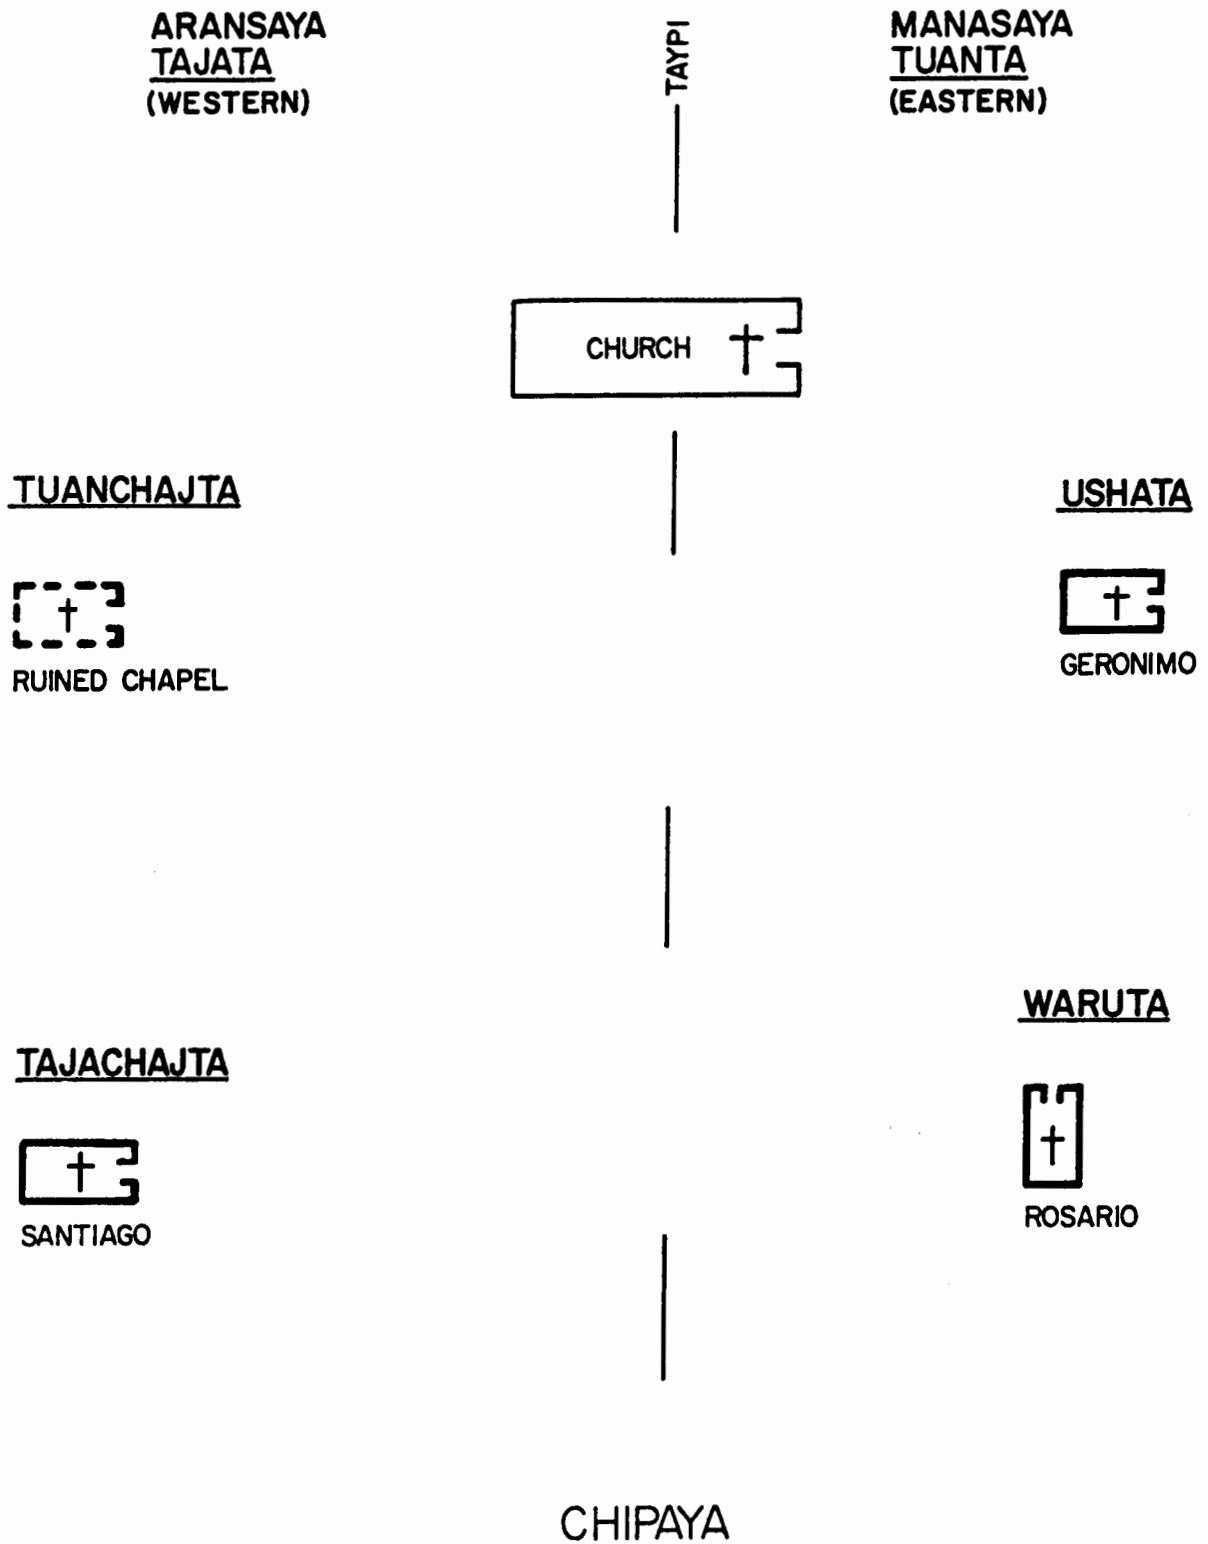 ARANSAYA
TAJATA
(WESTERN)
TAYPI
MANASAYA
TUANTA
(EASTERN)
CHURCH
TUANCHAJTA
RUINED CHAPEL
USHATA
GERONIMO
WARUTA
ROSARIO
TAJACHAJTA
SANTIAGO
CHIPAYA